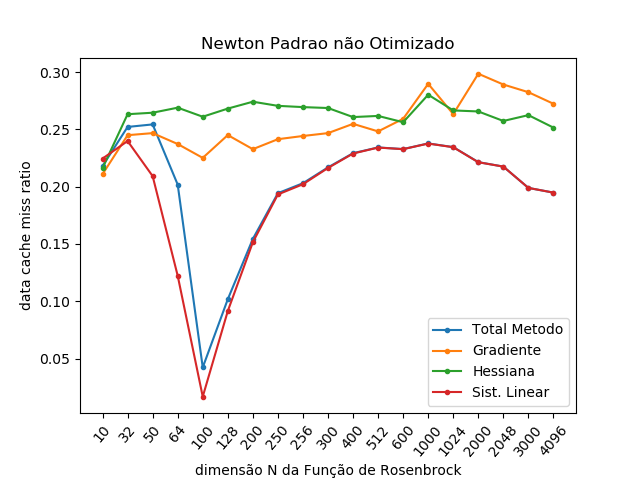 Newton Padrao não Otimizado
data cache miss ratio
0.30
0.25
0.20
0.15
0.10
0.05
Total Metodo
Gradiente
Hessiana
Sist. Linear
10 32 50 64 100 128 200 250 256 300 400 512 600 1000 1024 2000 2048 3000 4096
dimensão N da Função de Rosenbrock